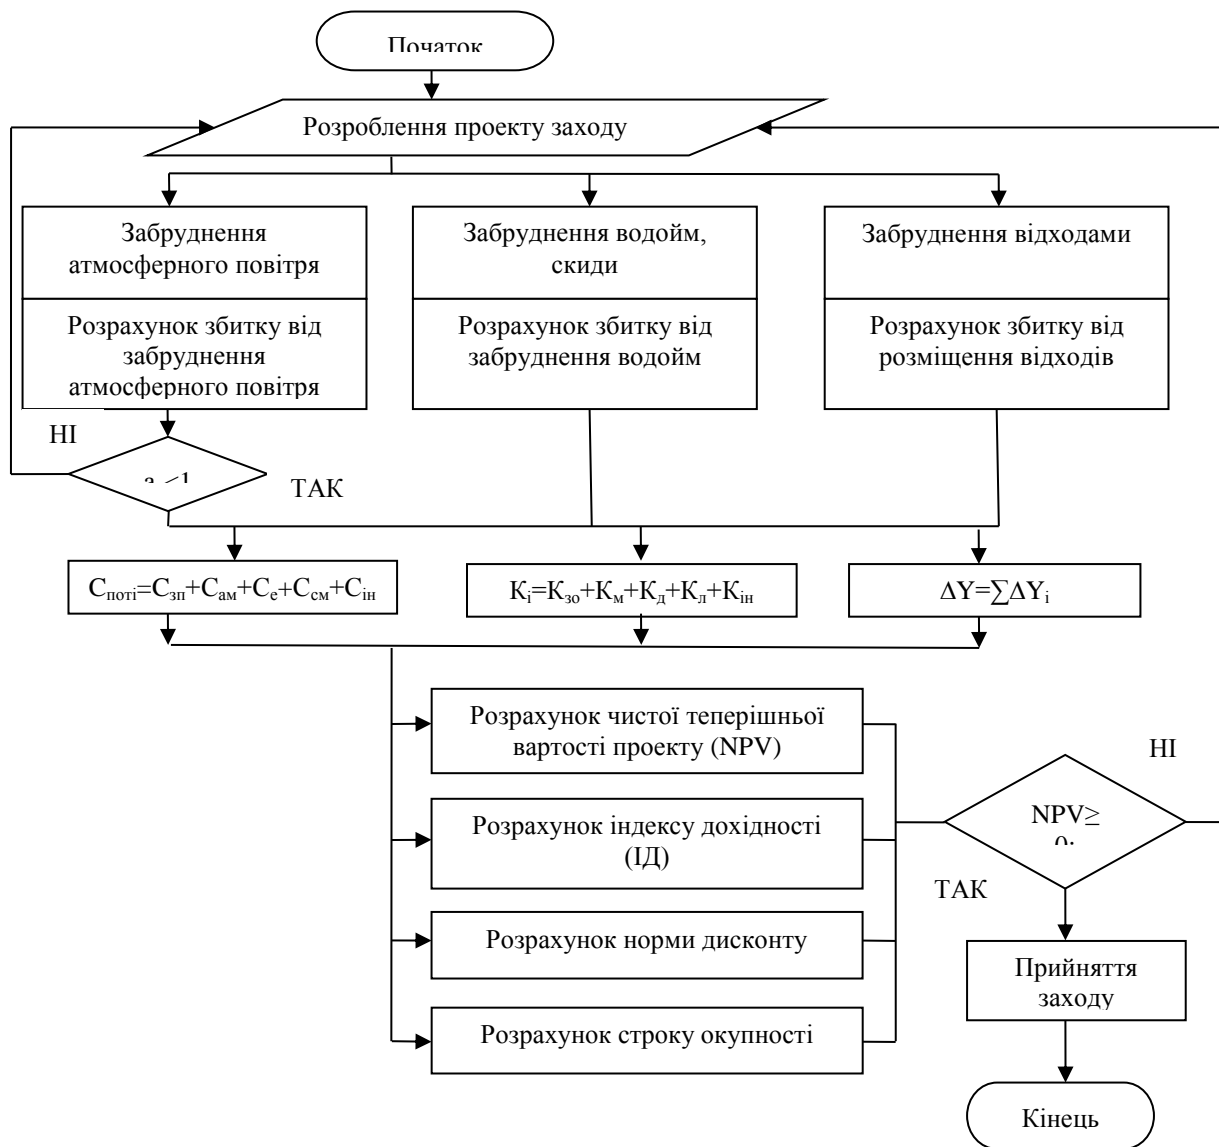 Початок
Розроблення проекту заходу
Забруднення
атмосферного повітря
Забруднення водойм,
скиди
Забруднення відходами
Розрахунок збитку від
забруднення
атмосферного повітря
Розрахунок збитку від
забруднення водойм
Розрахунок збитку від
розміщення відходів
НІ
ТАК
Споті=Сзп+Сам+Се+Ссм+Сін
Кі=Кзо+Км+Кд+Кл+Кін
ΔY=∑ΔYi
Розрахунок чистої теперішньої
вартості проекту (NPV)
Розрахунок індексу дохідності
(ІД)
Розрахунок норми дисконту
Розрахунок строку окупності
НІ
NPV≥
ТАК
Прийняття
заходу
Кінець